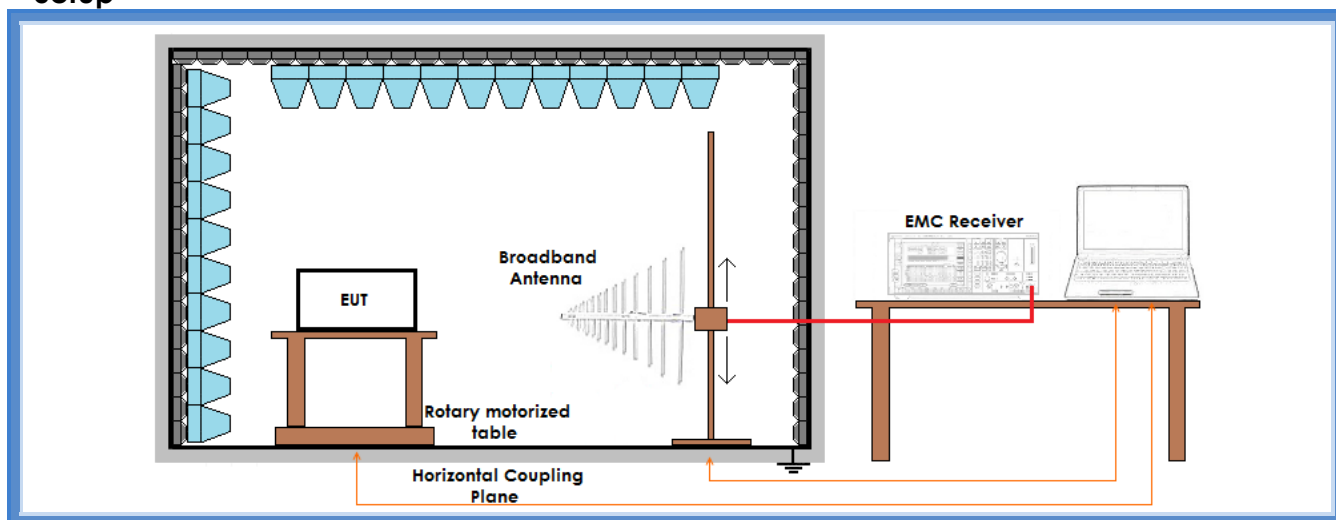 EMC Receiver
Broadband
Antenna
EUT
Rotary motorized
table
Horizontal Coupling
Plane